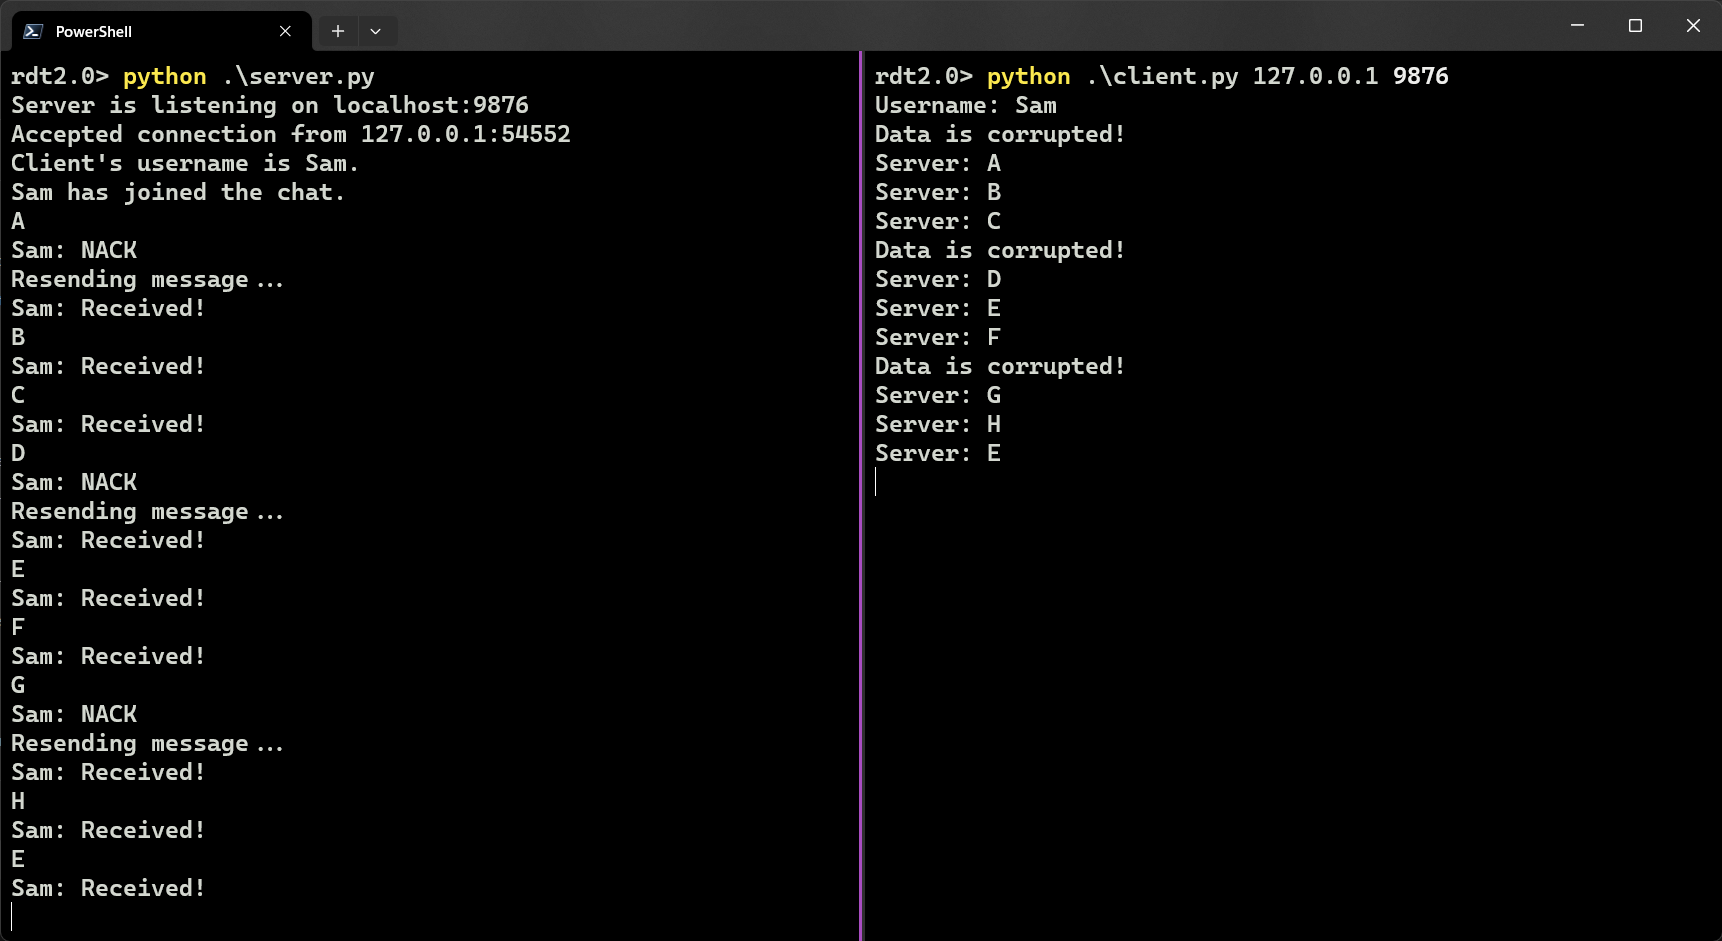 PowerShell
rdt2.0> python .\server.py
Server is listening on localhost:9876
Accepted connection from 127.0.0.1:54552
Client's username is Sam.
Sam has joined the chat.
A
Sam: NACK
Resending message...
Sam: Received!
B
Sam: Received!
C
Sam: Received!
D
Sam: NACK
Resending message...
Sam: Received!
E
Sam: Received!
F
Sam: Received!
G
Sam: NACK
Resending message...
Sam: Received!
H
Sam: Received!
E
Sam: Received!
rdt2.0> python .\client.py 127.0.0.1 9876
Username: Sam
Data is corrupted!
Server: A
Server: B
Server: C
Data is corrupted!
Server: D
Server: E
Server: F
Data is corrupted!
Server: G
Server: H
Server: E